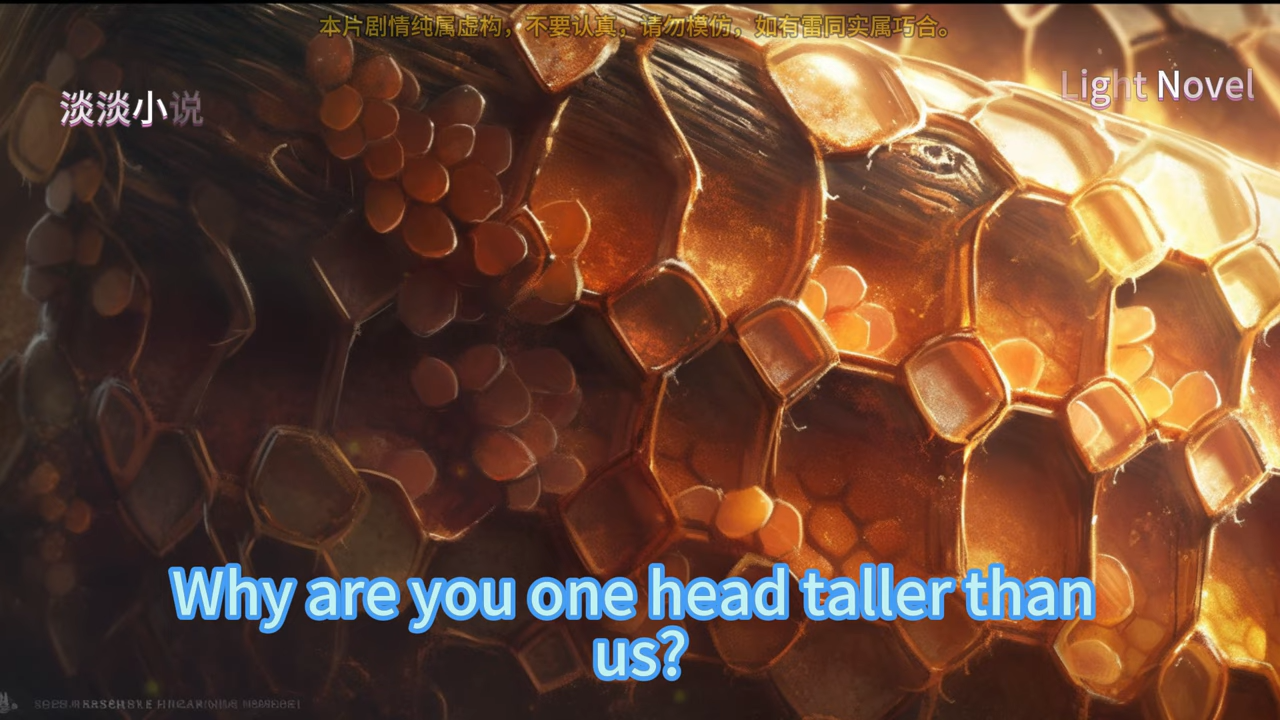 本片剧情纯属虚构，不要认真，请勿模仿，如有雷同实属巧合。
淡淡小说
Light Novel
Why are you one head taller than
us?